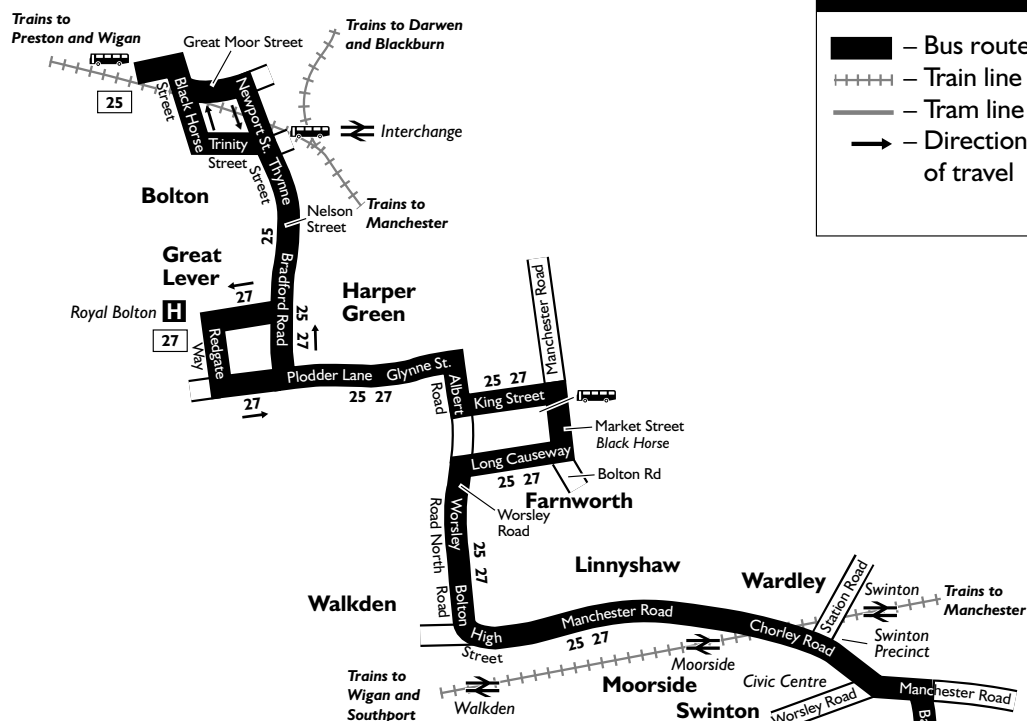 Trains to
Preston and Wigan
Great Moor Street
Trains to Darwen
and Blackburn
– Bus route
– Train line
– Tram line
– Direction
of travel
25
Black Horse
Street
Newport St.
Trinity
Street
Interchange
Thynne
Street
Bolton
Trains to
Manchester
Nelson
Street
25
Great
Lever
27
Bradford Road
Harper
Green
Royal Bolton H
27
Redgate
Way
25
27
Manchester Road
Plodder Lane
Glynne St.
27
25 27
Albert
Road
25 27
King Street
Market Street
Black Horse
Long Causeway
25 27
Bolton Rd
Farnworth
Worsley
Road
Worsley
Road North
25 27
Linnyshaw
Wardley
Station Road
Swinton
Trains to
Manchester
Walkden
Bolton
Road
High
Street
Manchester Road
25 27
Chorley Road
Swinton
Precinct
Moorside
Moorside
Civic Centre
Trains to
Wigan and
Southport
Walkden
Swinton
Worsley Road
Manchester Road